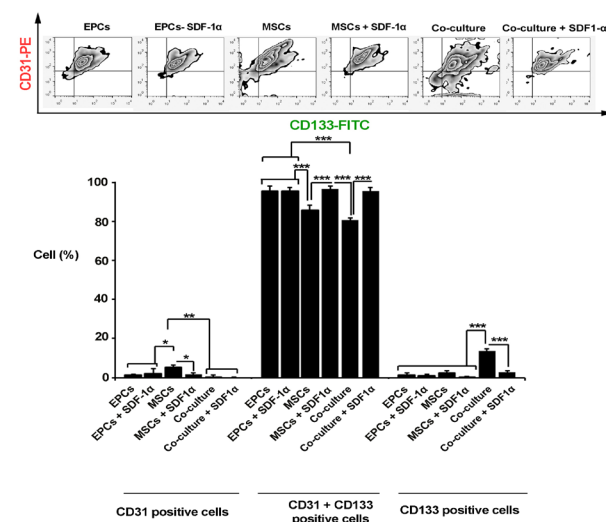 EPCs EPCs- SDF-1α MSCs MSCs + SDF-1α Co-culture Co-culture + SDF1-α
CD31-PE
CD133-FITC
***
*** *** *** ***
100
80
Cell (%)
60
40
**
20
* *
*** ***
0
EPCs EPCs + SDF-1α MSCs MSCs + SDF1α Co-culture Co-culture + SDF1α EPCs EPCs + SDF-1α MSCs MSCs + SDF1α Co-culture Co-culture + SDF1α EPCs EPCs + SDF-1α MSCs MSCs + SDF1α Co-culture Co-culture + SDF1α
CD31 positive cells
CD31 + CD133
positive cells
CD133 positive cells